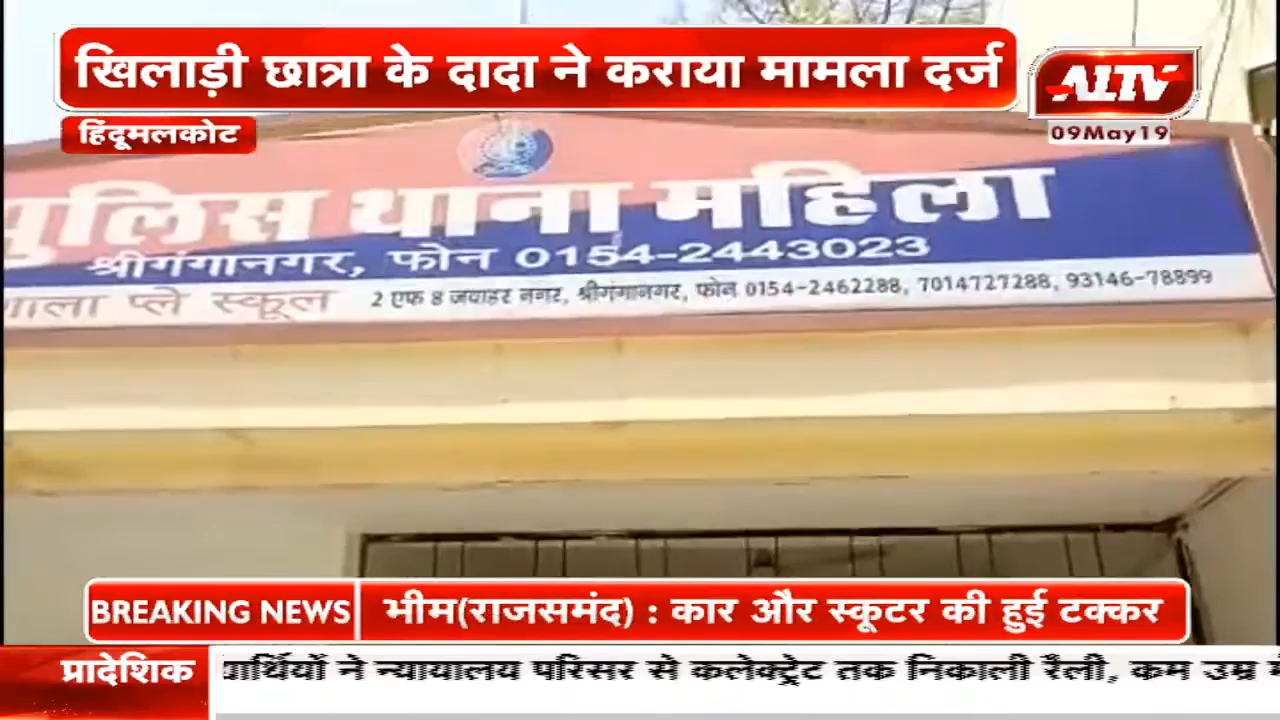 खिलाड़ी छात्रा के दादा ने कराया मामला दर्ज
ALTV
09May19
हिंदूमलकोट
पुलिस थाना महिला
श्रीगंगानगर, फोन 0154-2443023
शाला प्ले स्कूल 2 एफ 8 जवाहर नगर, श्रीगंगानगर, फोन 0154-2462288, 7014727288, 93146-78899
BREAKING NEWS भीम(राजसमंद) : कार और स्कूटर की हुई टक्कर
प्रादेशिक न्यायालय परिसर से कलेक्ट्रेट तक निकाली रैली, कम उम्र